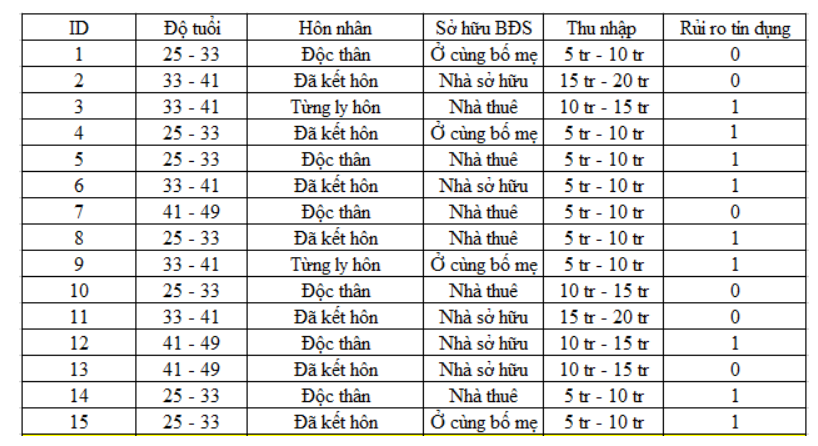 ID Độ tuổi Hôn nhân Sở hữu BĐS Thu nhập Rủi ro tín dụng
1 25 - 33 Độc thân Ở cùng bố mẹ 5 tr - 10 tr 0
2 33 - 41 Đã kết hôn Nhà sở hữu 15 tr - 20 tr 0
3 33 - 41 Từng ly hôn Nhà thuê 10 tr - 15 tr 1
4 25 - 33 Đã kết hôn Ở cùng bố mẹ 5 tr - 10 tr 1
5 25 - 33 Độc thân Nhà thuê 5 tr - 10 tr 1
6 33 - 41 Đã kết hôn Nhà sở hữu 5 tr - 10 tr 1
7 41 - 49 Độc thân Nhà thuê 5 tr - 10 tr 0
8 25 - 33 Đã kết hôn Nhà thuê 5 tr - 10 tr 1
9 33 - 41 Từng ly hôn Ở cùng bố mẹ 5 tr - 10 tr 1
10 25 - 33 Độc thân Nhà thuê 10 tr - 15 tr 0
11 33 - 41 Đã kết hôn Nhà sở hữu 15 tr - 20 tr 0
12 41 - 49 Độc thân Nhà sở hữu 10 tr - 15 tr 1
13 41 - 49 Đã kết hôn Nhà sở hữu 10 tr - 15 tr 0
14 25 - 33 Độc thân Nhà thuê 5 tr - 10 tr 1
15 25 - 33 Đã kết hôn Ở cùng bố mẹ 5 tr - 10 tr 1